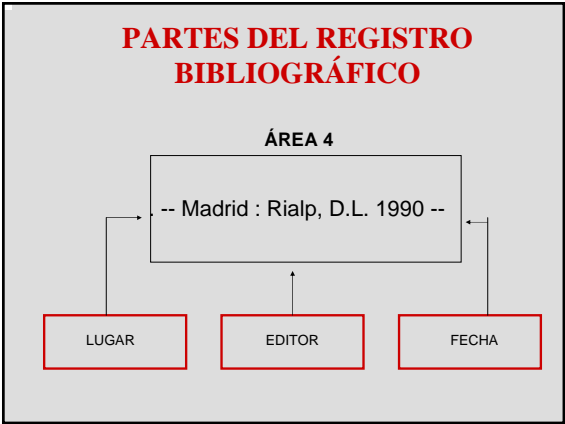 PARTES DEL REGISTRO
BIBLIOGRÁFICO
ÁREA 4
. -- Madrid : Rialp, D.L. 1990 --
LUGAR
EDITOR
FECHA